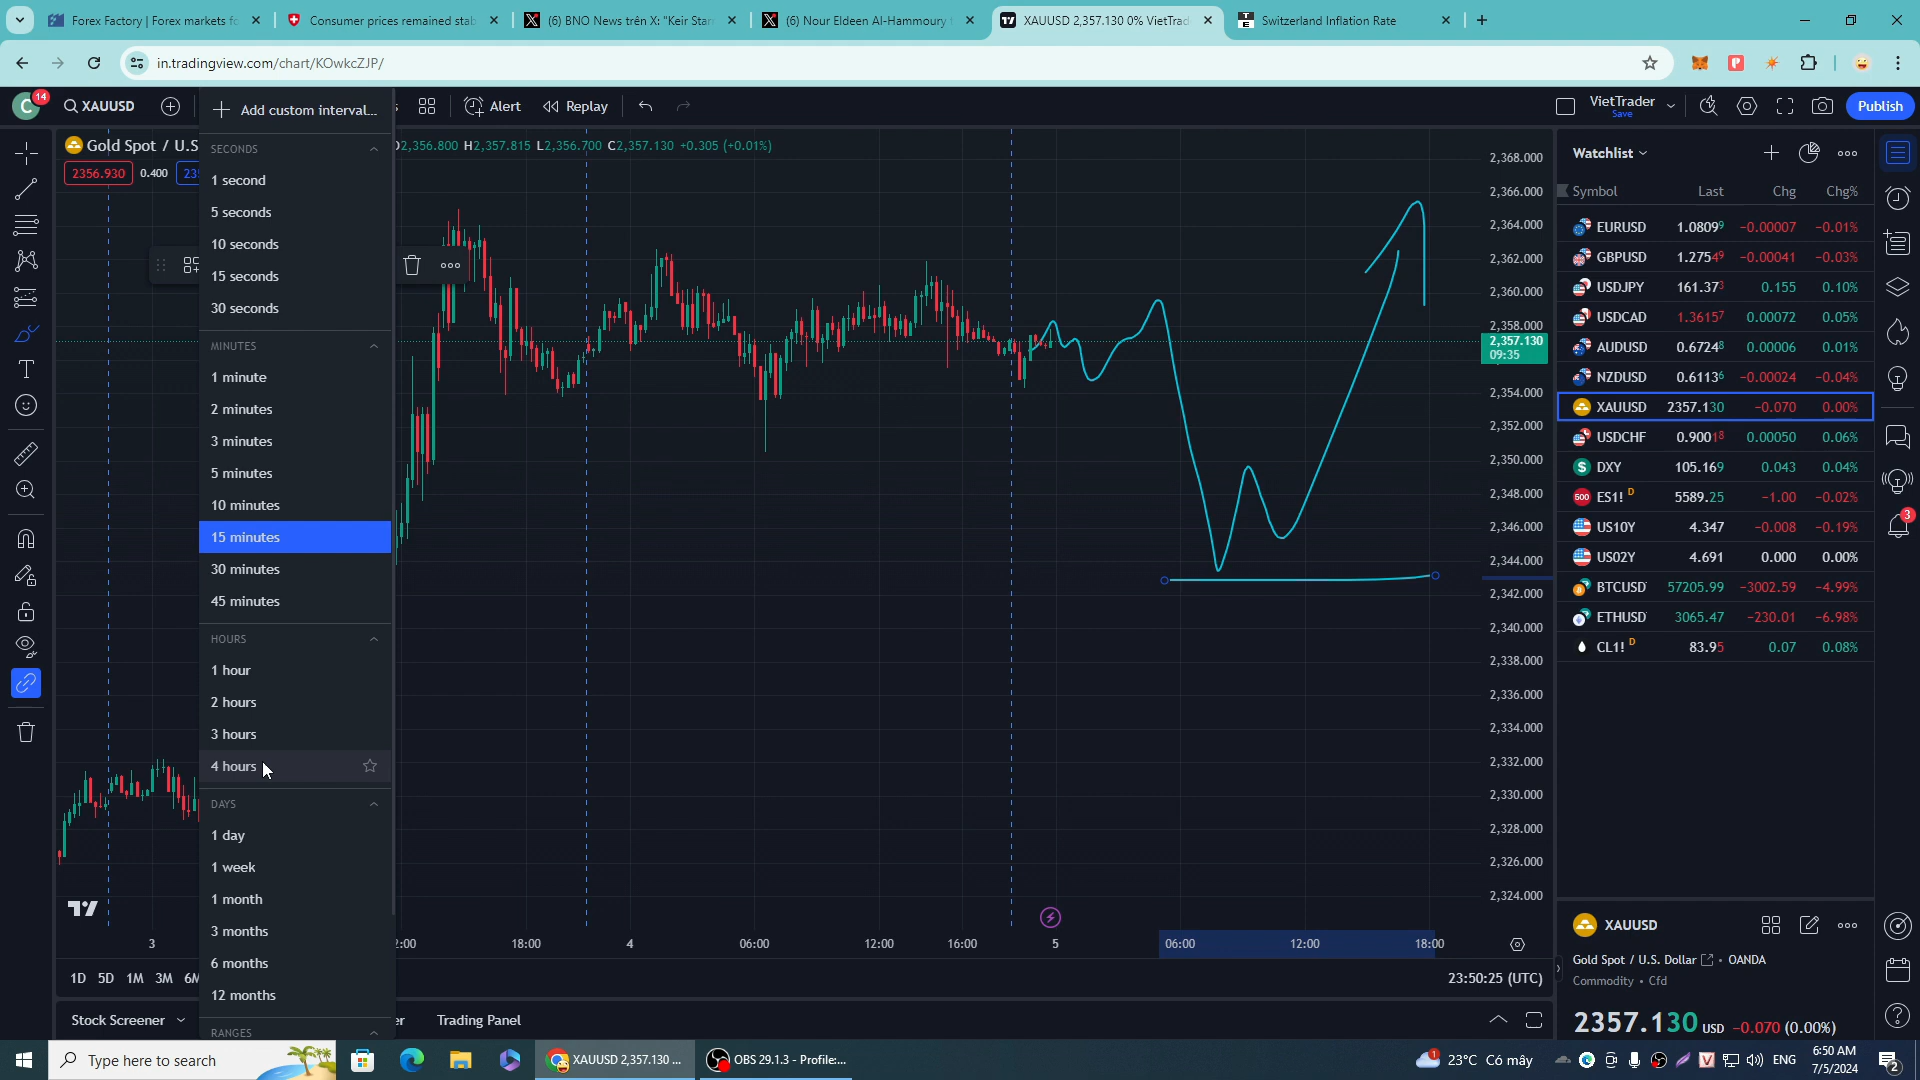 Forex Factory | Forex markets fo
Consumer prices remained stab
(6) BNO News trên X: "Keir Star
(6) Nour Eldeen Al-Hammoury
XAUUSD 2,357.130 0% VietTrad
Switzerland Inflation Rate
in.tradingview.com/chart/KOwkcZJP/
C
14
XAUUSD
Add custom interval...
Alert
Replay
VietTrader
Save
Publish
Gold Spot / U.S
2,356.800 H2,357.815 L2,356.700 C2,357.130 +0.305 (+0.01%)
2356.930
0.400
SECONDS
1 second
5 seconds
10 seconds
15 seconds
30 seconds
MINUTES
1 minute
2 minutes
3 minutes
5 minutes
10 minutes
15 minutes
30 minutes
45 minutes
HOURS
1 hour
2 hours
3 hours
4 hours
DAYS
1 day
1 week
1 month
3 months
6 months
12 months
RANGES
2,368.000
2,366.000
2,364.000
2,362.000
2,360.000
2,358.000
2,357.130
09:35
2,354.000
2,352.000
2,350.000
2,348.000
2,346.000
2,344.000
2,342.000
2,340.000
2,338.000
2,336.000
2,334.000
2,332.000
2,330.000
2,328.000
2,326.000
2,324.000
3
2:00
18:00
4
06:00
12:00
16:00
5
06:00
12:00
18:00
1D 5D 1M 3M 6M
23:50:25 (UTC)
Stock Screener
er
Trading Panel
Watchlist
Symbol Last Chg Chg%
EURUSD 1.08099 -0.00007 -0.01%
GBPUSD 1.27549 -0.00041 -0.03%
USDJPY 161.373 0.155 0.10%
USDCAD 1.36157 0.00072 0.05%
AUDUSD 0.67248 0.00006 0.01%
NZDUSD 0.61136 -0.00024 -0.04%
XAUUSD 2357.130 -0.070 0.00%
USDCHF 0.90018 0.00050 0.06%
DXY 105.169 0.043 0.04%
ES1! D 5589.25 -1.00 -0.02%
US10Y 4.347 -0.008 -0.19%
US02Y 4.691 0.000 0.00%
BTCUSD 57205.99 -3002.59 -4.99%
ETHUSD 3065.47 -230.01 -6.98%
CL1! D 83.95 0.07 0.08%
3
XAUUSD
Gold Spot / U.S. Dollar • OANDA
Commodity • Cfd
2357.130 USD -0.070 (0.00%)
Type here to search
XAUUSD 2,357.130 ...
OBS 29.1.3 - Profile:...
1
23°C Có mây
ENG
6:50 AM
7/5/2024
2